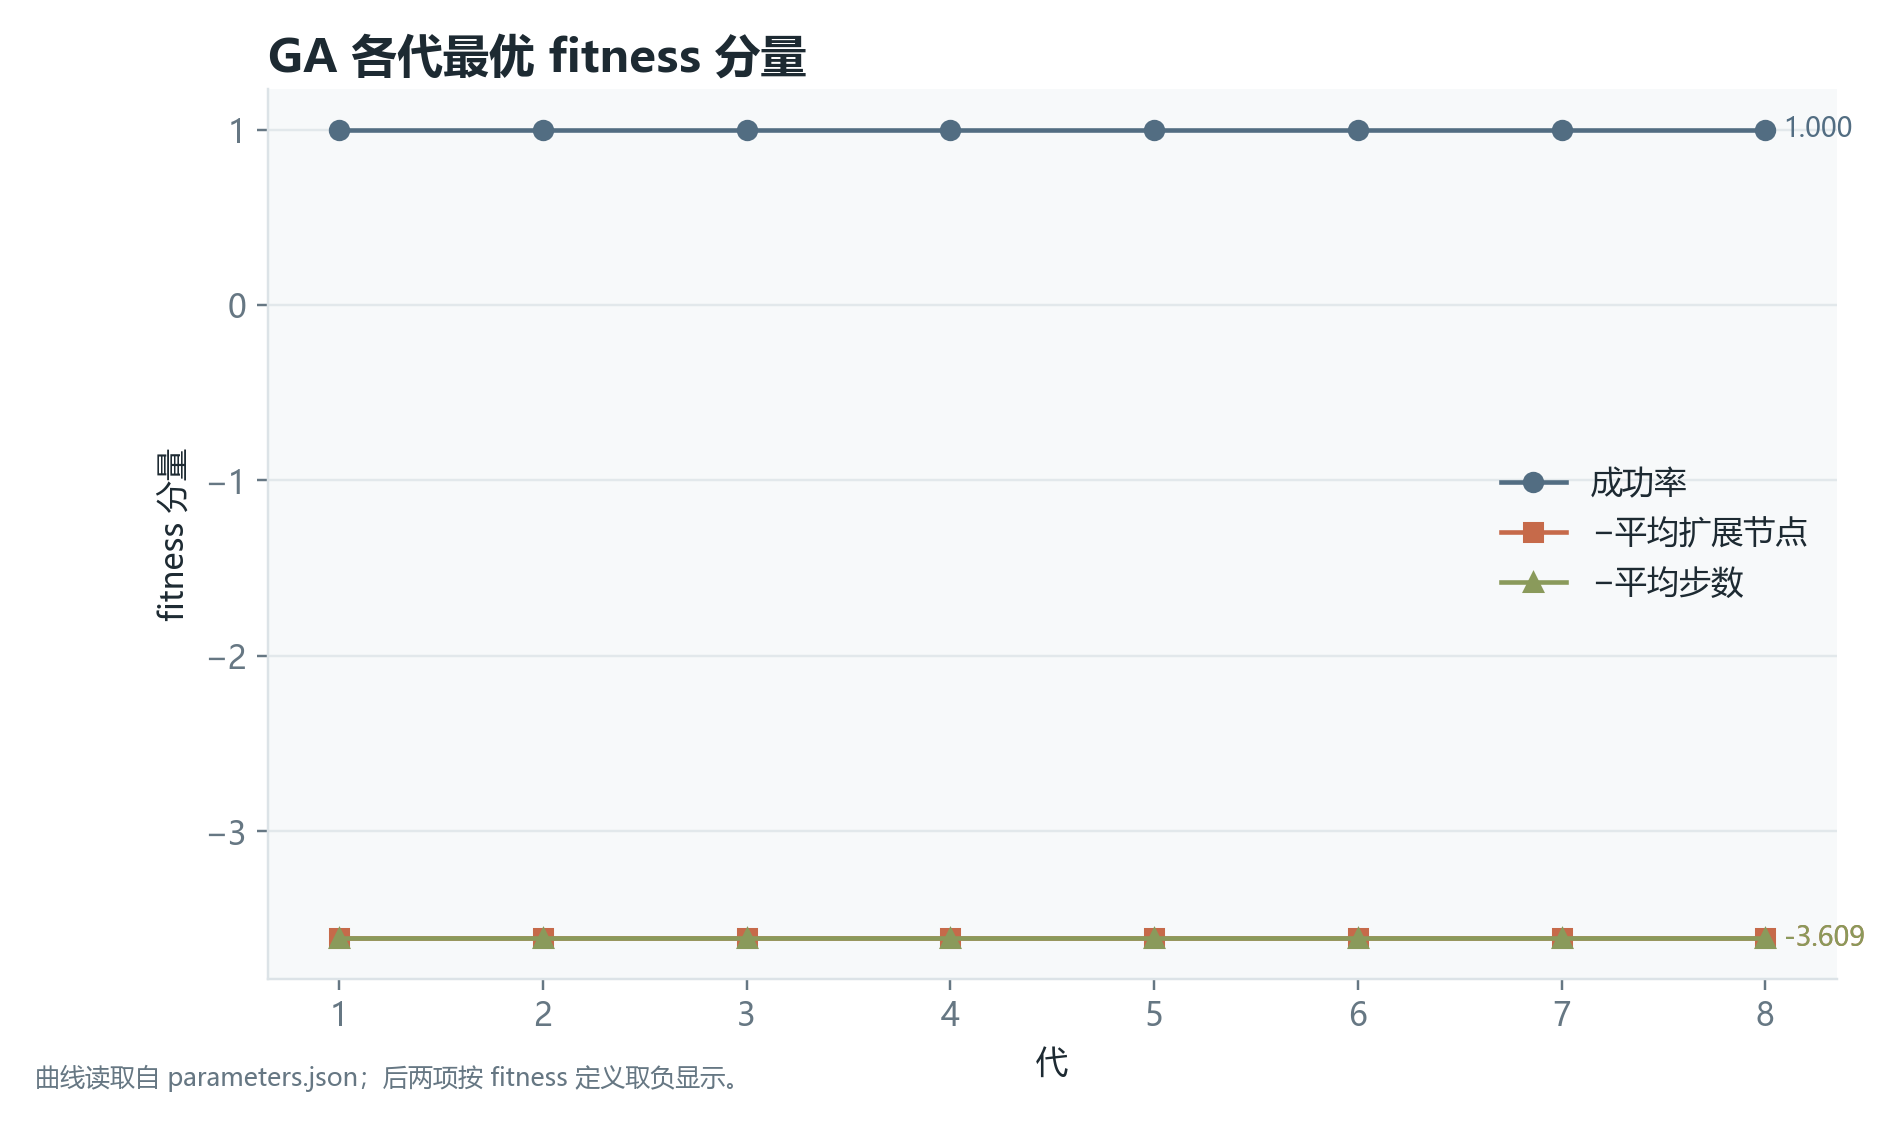 GA 各代最优 fitness 分量
1
0
−1
−2
−3
fitness 分量
1.000
成功率
−平均扩展节点
−平均步数
-3.609
1 2 3 4 5 6 7 8
代
曲线读取自 parameters.json；后两项按 fitness 定义取负显示。